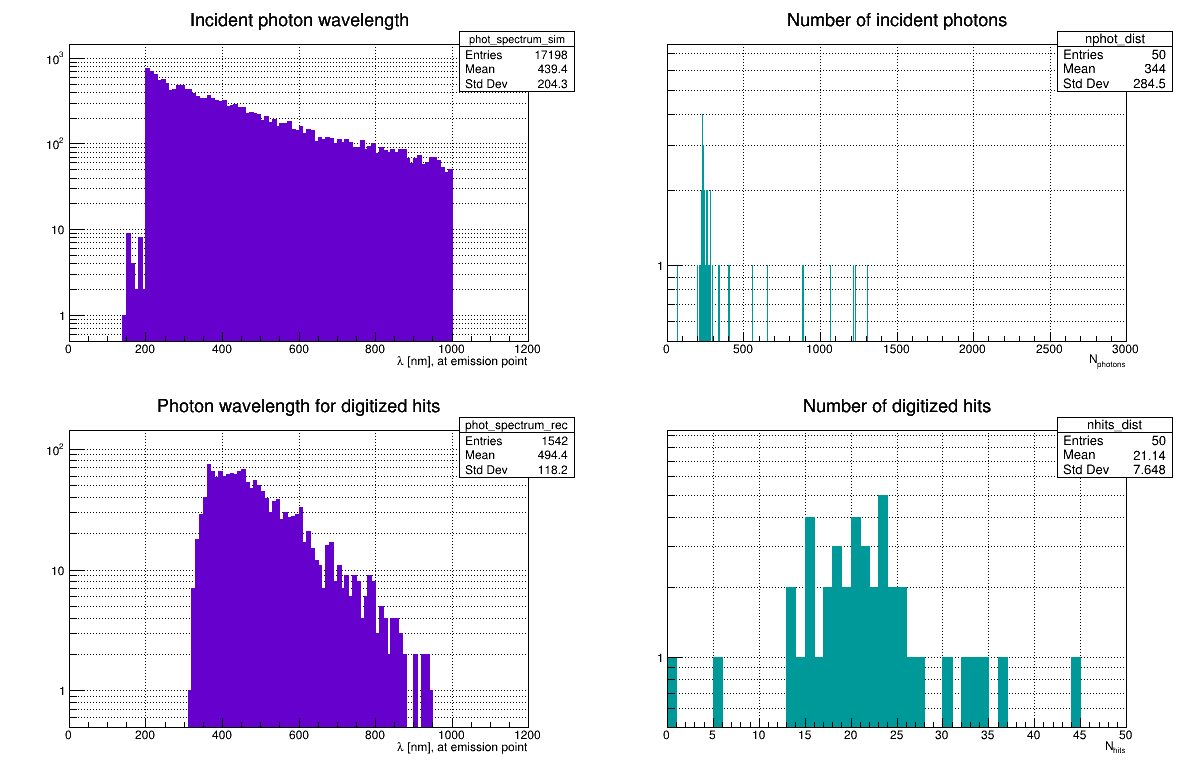 Incident photon wavelength
phot_spectrum_sim
Entries 17198
Mean 439.4
Std Dev 204.3
10³
10²
10
1
0 200 400 600 800 1000 1200
λ [nm], at emission point
Number of incident photons
nphot_dist
Entries 50
Mean 344
Std Dev 284.5
1
0 500 1000 1500 2000 2500 3000
Nphotons
Photon wavelength for digitized hits
phot_spectrum_rec
Entries 1542
Mean 494.4
Std Dev 118.2
10²
10
1
0 200 400 600 800 1000 1200
λ [nm], at emission point
Number of digitized hits
nhits_dist
Entries 50
Mean 21.14
Std Dev 7.648
1
0 5 10 15 20 25 30 35 40 45 50
Nhits